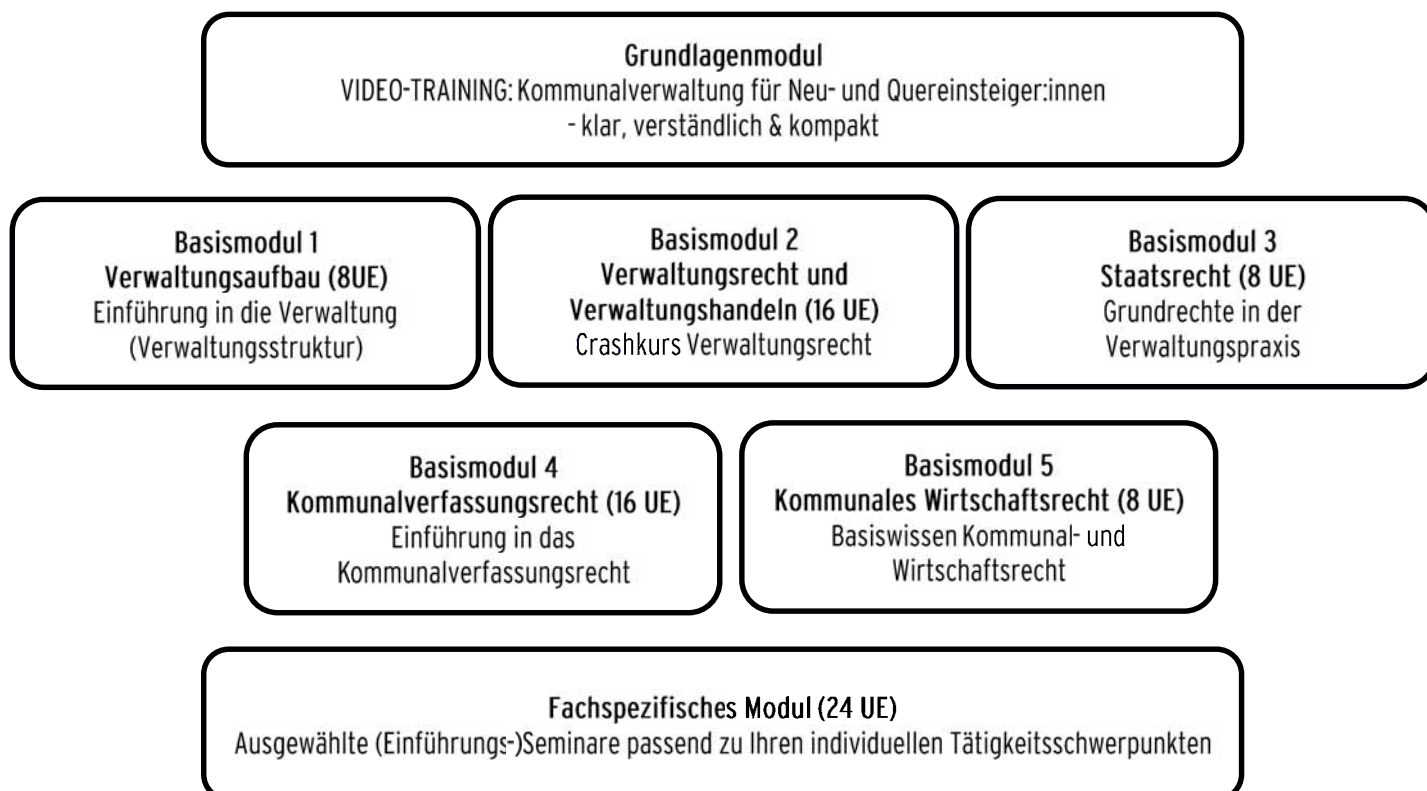 Grundlagenmodul
VIDEO-TRAINING: Kommunalverwaltung für Neu- und Quereinsteiger:innen
- klar, verständlich & kompakt
Basismodul 1
Verwaltungsaufbau (8UE)
Einführung in die Verwaltung
(Verwaltungsstruktur)
Basismodul 2
Verwaltungsrecht und
Verwaltungshandeln (16 UE)
Crashkurs Verwaltungsrecht
Basismodul 3
Staatsrecht (8 UE)
Grundrechte in der
Verwaltungspraxis
Basismodul 4
Kommunalverfassungsrecht (16 UE)
Einführung in das
Kommunalverfassungsrecht
Basismodul 5
Kommunales Wirtschaftsrecht (8 UE)
Basiswissen Kommunal- und
Wirtschaftsrecht
Fachspezifisches Modul (24 UE)
Ausgewählte (Einführungs-)Seminare passend zu Ihren individuellen Tätigkeitsschwerpunkten